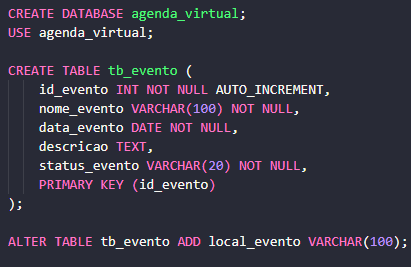 CREATE DATABASE agenda_virtual;
USE agenda_virtual;

CREATE TABLE tb_evento (
    id_evento INT NOT NULL AUTO_INCREMENT,
    nome_evento VARCHAR(100) NOT NULL,
    data_evento DATE NOT NULL,
    descricao TEXT,
    status_evento VARCHAR(20) NOT NULL,
    PRIMARY KEY (id_evento)
);

ALTER TABLE tb_evento ADD local_evento VARCHAR(100);